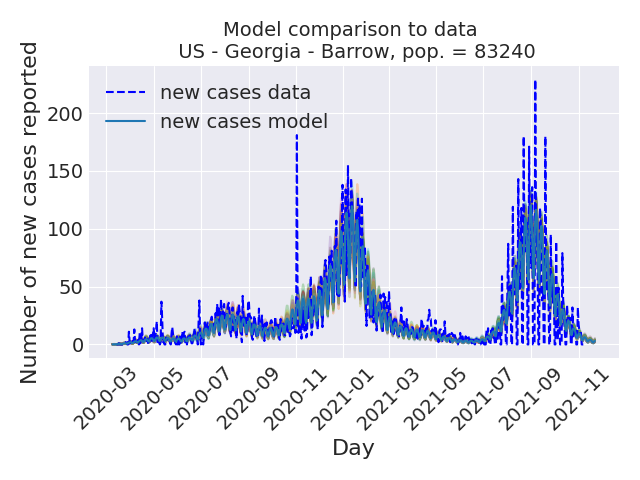 Model comparison to data
US - Georgia - Barrow, pop. = 83240
new cases data
new cases model
Number of new cases reported
200
150
100
50
0
2020-03
2020-05
2020-07
2020-09
2020-11
2021-01
2021-03
2021-05
2021-07
2021-09
2021-11
Day